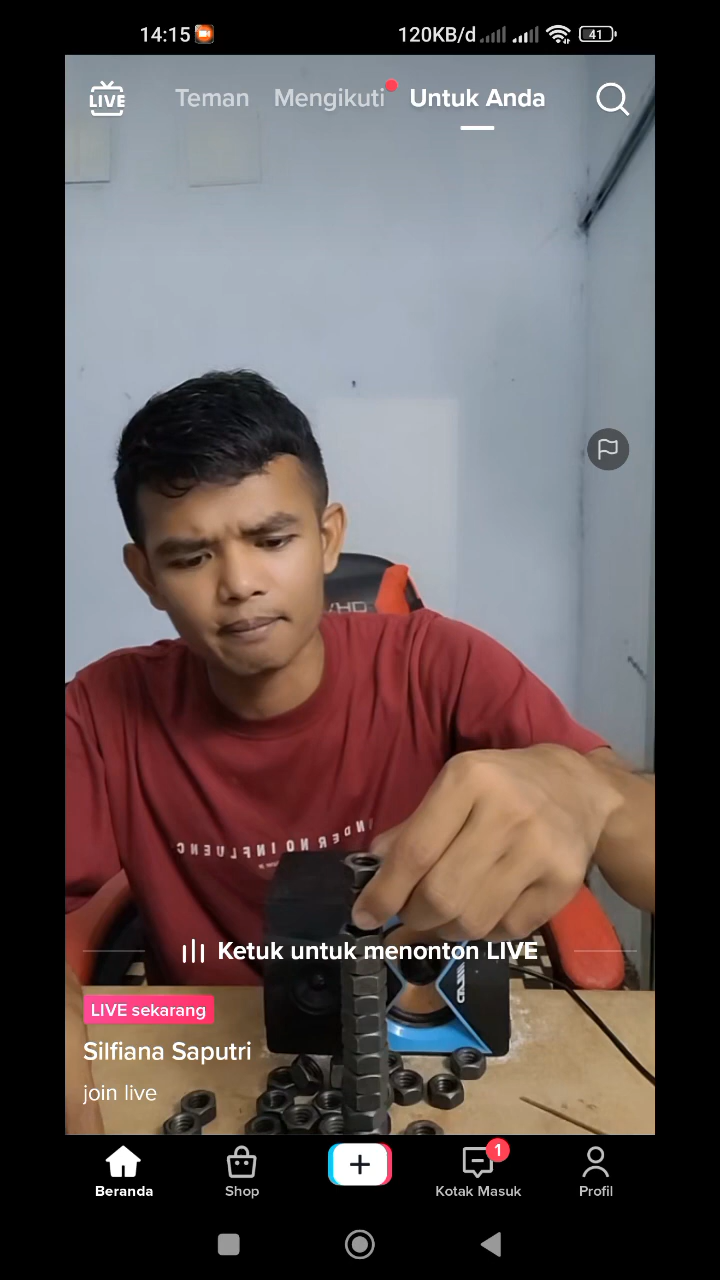 14:15 120KB/d 41
LIVE Teman Mengikuti Untuk Anda
Ketuk untuk menonton LIVE
LIVE sekarang
Silfiana Saputri
join live
1
Beranda Shop Kotak Masuk Profil